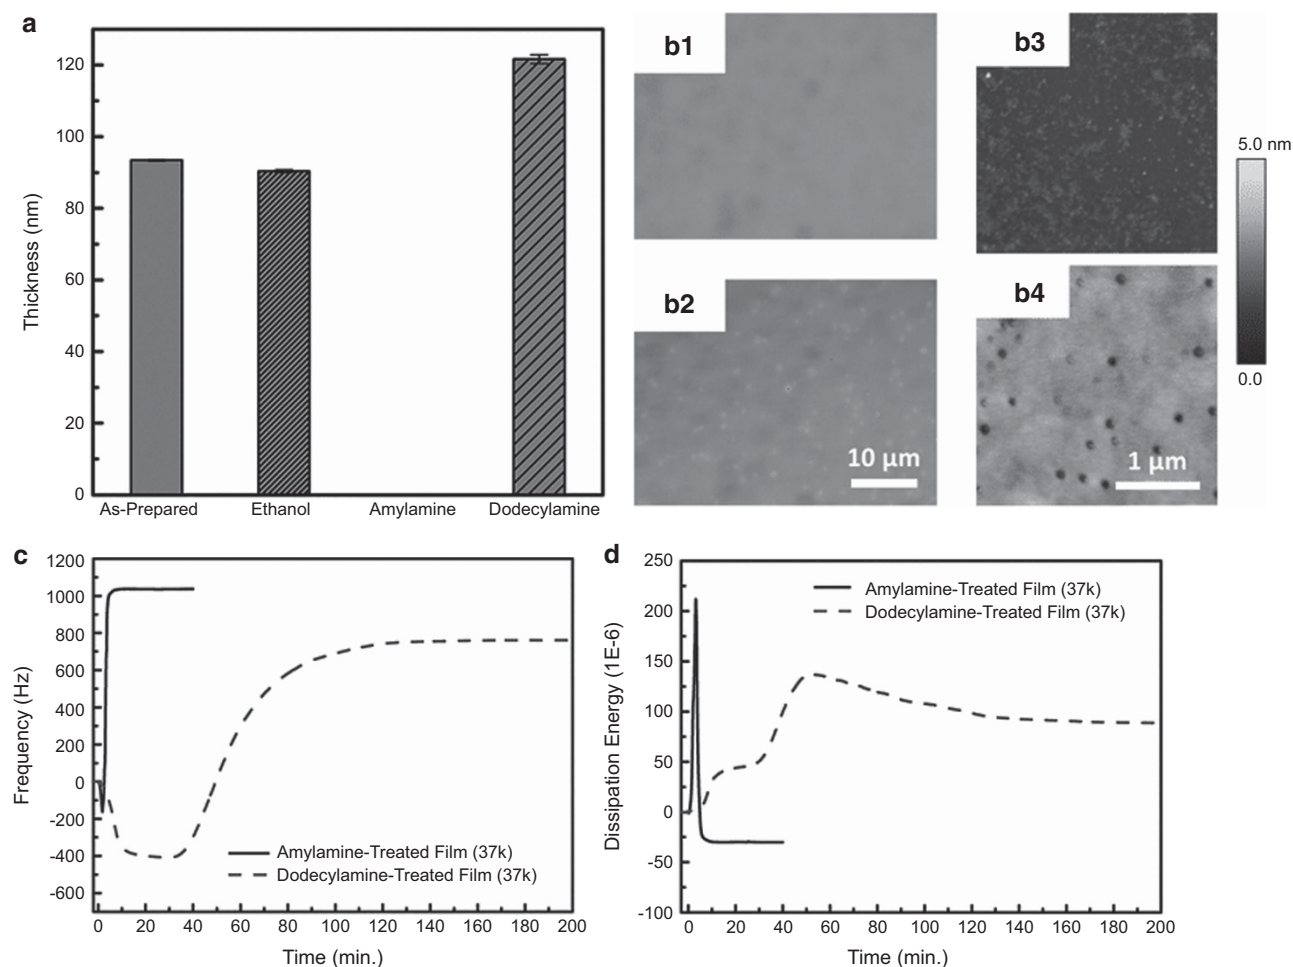 a
Thickness (nm)
120
100
80
60
40
20
0
As-Prepared
Ethanol
Amylamine
Dodecylamine
b1
b2
10 μm
b3
b4
1 μm
5.0 nm
0.0
c
Frequency (Hz)
1200
1000
800
600
400
200
0
-200
-400
-600
Amylamine-Treated Film (37k)
Dodecylamine-Treated Film (37k)
0 20 40 60 80 100 120 140 160 180 200
Time (min.)
d
Dissipation Energy (1E-6)
250
200
150
100
50
0
-50
-100
Amylamine-Treated Film (37k)
Dodecylamine-Treated Film (37k)
0 20 40 60 80 100 120 140 160 180 200
Time (min.)